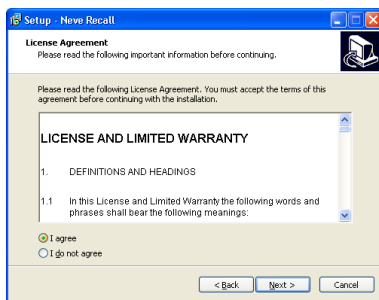 Setup - Neve Recall
License Agreement
Please read the following important information before continuing.
Please read the following License Agreement. You must accept the terms of this
agreement before continuing with the installation.
LICENSE AND LIMITED WARRANTY
1. DEFINITIONS AND HEADINGS
1.1 In this License and Limited Warranty the following words and
phrases shall bear the following meanings:
I agree
I do not agree
< Back Next > Cancel